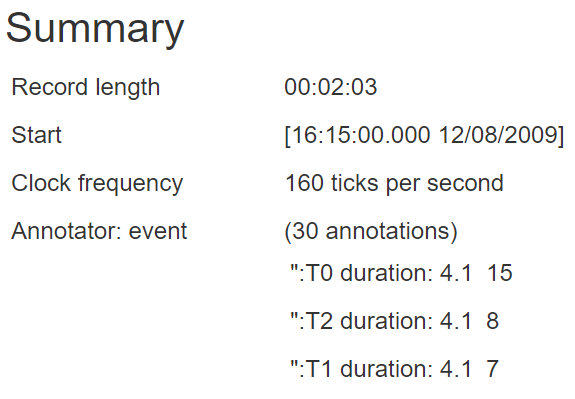 Summary
Record length 00:02:03
Start [16:15:00.000 12/08/2009]
Clock frequency 160 ticks per second
Annotator: event (30 annotations)
":T0 duration: 4.1 15
":T2 duration: 4.1 8
":T1 duration: 4.1 7